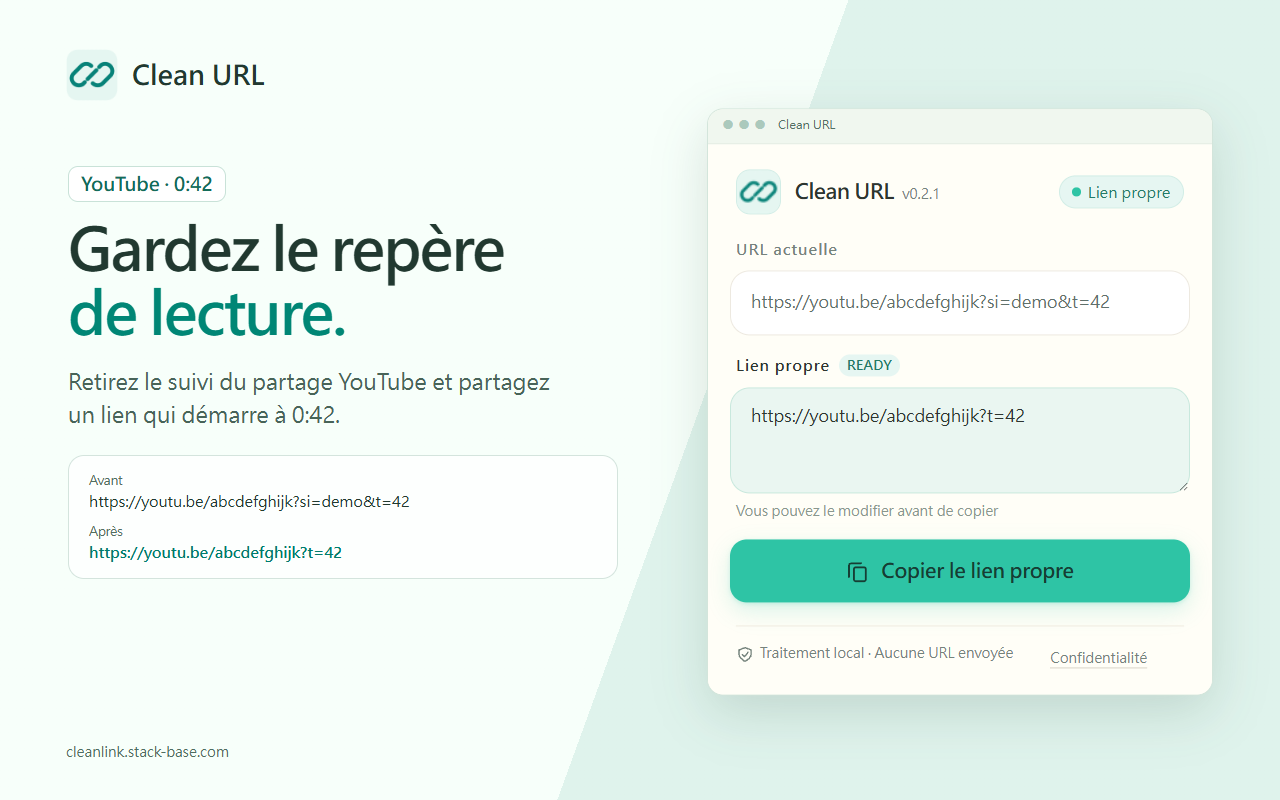 Clean URL
YouTube · 0:42
Gardez le repère
de lecture.
Retirez le suivi du partage YouTube et partagez
un lien qui démarre à 0:42.
Avant
https://youtu.be/abcdefghijk?si=demo&t=42
Après
https://youtu.be/abcdefghijk?t=42
cleanlink.stack-base.com
Clean URL
Clean URL v0.2.1
Lien propre
URL actuelle
https://youtu.be/abcdefghijk?si=demo&t=42
Lien propre READY
https://youtu.be/abcdefghijk?t=42
Vous pouvez le modifier avant de copier
Copier le lien propre
Traitement local · Aucune URL envoyée
Confidentialité